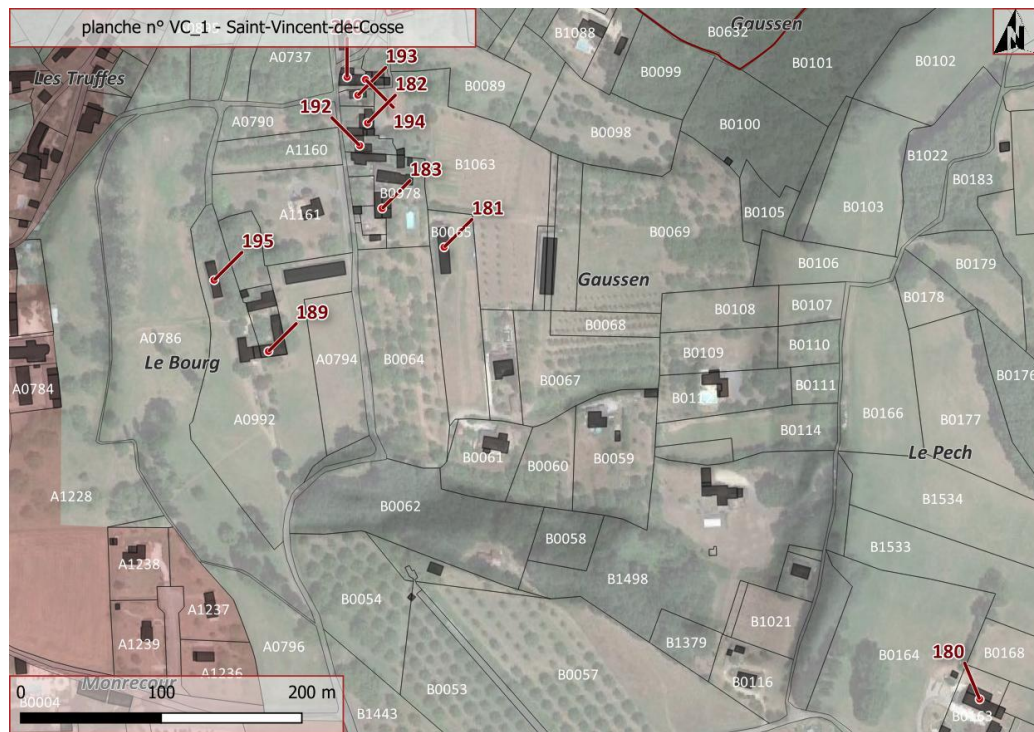 planche n° VC_1 - Saint-Vincent-de-Cosse
Gaussen
B1088
B0632
N
Les Truffes
A0737
193
B0099
B0101
B0102
182
B0089
192
194
A0790
B0098
B0100
A1160
B1063
B1022
183
B0183
B0978
B0105
B0103
A1161
181
B0065
B0069
195
B0106
B0179
Gaussen
B0178
189
B0108
B0107
A0786
B0068
Le Bourg
A0794
B0064
B0109
B0110
B0176
A0784
B0067
B0111
B0166
B0177
A0992
B0114
B0061
B0060
B0059
Le Pech
A1228
B0062
B1534
B0058
B1533
A1238
B1498
B0054
A1237
B1021
A1239
A0796
B1379
B0164
180
B0168
A1236
B0057
B0116
Monrecour
B0053
B0004
B1443
B0163
0 100 200 m